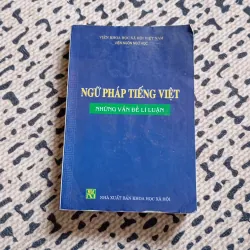 VIỆN KHOA HỌC XÃ HỘI VIỆT NAM
VIỆN NGÔN NGỮ HỌC
NGỮ PHÁP TIẾNG VIỆT
NHỮNG VẤN ĐỀ LÍ LUẬN
NHÀ XUẤT BẢN KHOA HỌC XÃ HỘI